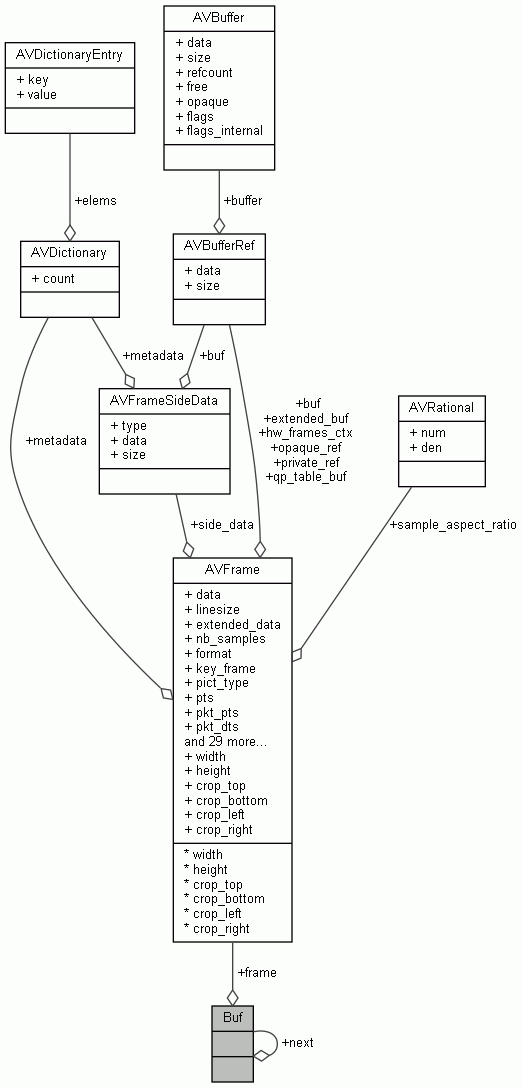 AVBuffer
+ data
+ size
+ refcount
+ free
+ opaque
+ flags
+ flags_internal
AVDictionaryEntry
+ key
+ value
+elems
+buffer
AVDictionary
+ count
AVBufferRef
+ data
+ size
+metadata
+buf
AVFrameSideData
+ type
+ data
+ size
+metadata
+buf
+extended_buf
+hw_frames_ctx
+opaque_ref
+private_ref
+qp_table_buf
AVRational
+ num
+ den
+side_data
+sample_aspect_ratio
AVFrame
+ data
+ linesize
+ extended_data
+ nb_samples
+ format
+ key_frame
+ pict_type
+ pts
+ pkt_pts
+ pkt_dts
and 29 more...
+ width
+ height
+ crop_top
+ crop_bottom
+ crop_left
+ crop_right
* width
* height
* crop_top
* crop_bottom
* crop_left
* crop_right
+frame
Buf
+next